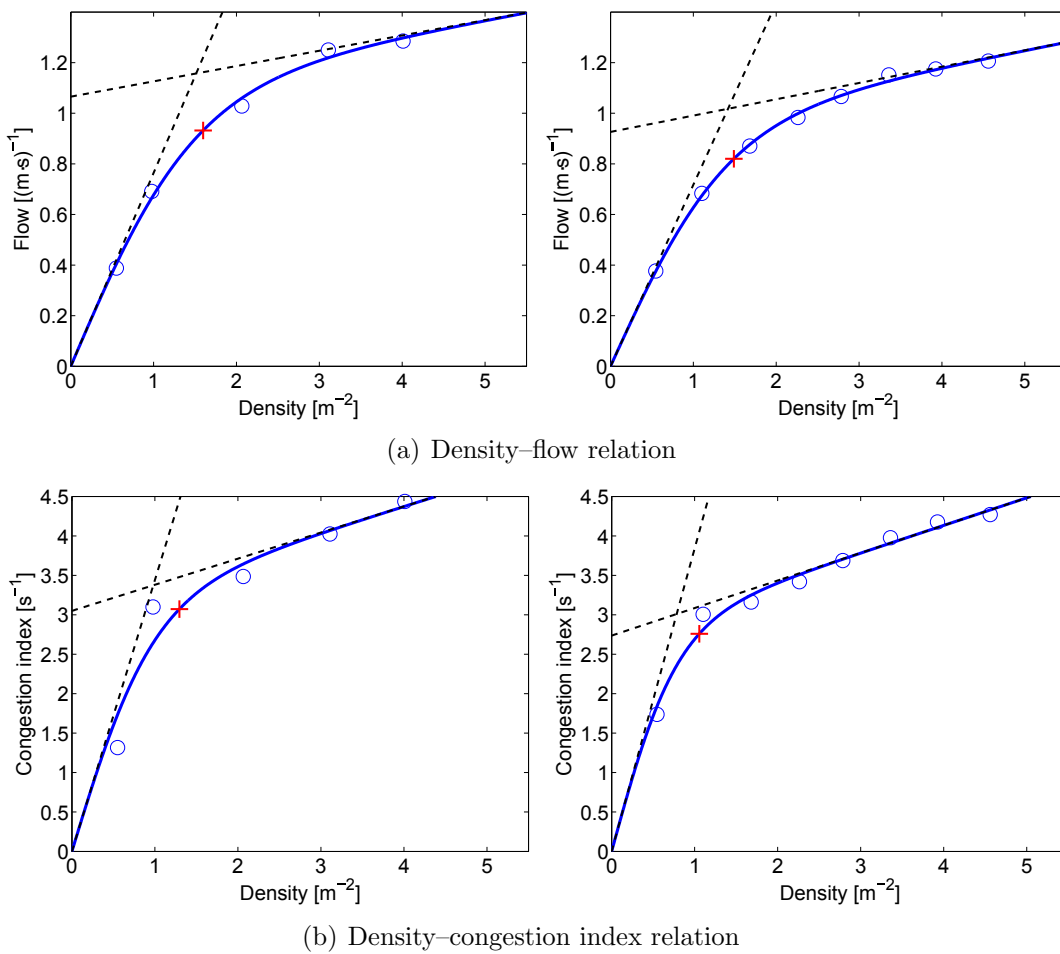 1.2
1
0.8
0.6
0.4
0.2
0
Flow [(m·s)⁻¹]
0 1 2 3 4 5
Density [m⁻²]
1.2
1
0.8
0.6
0.4
0.2
0
Flow [(m·s)⁻¹]
0 1 2 3 4 5
Density [m⁻²]
(a) Density–flow relation
4.5
4
3.5
3
2.5
2
1.5
1
0.5
0
Congestion index [s⁻¹]
0 1 2 3 4 5
Density [m⁻²]
4.5
4
3.5
3
2.5
2
1.5
1
0.5
0
Congestion index [s⁻¹]
0 1 2 3 4 5
Density [m⁻²]
(b) Density–congestion index relation